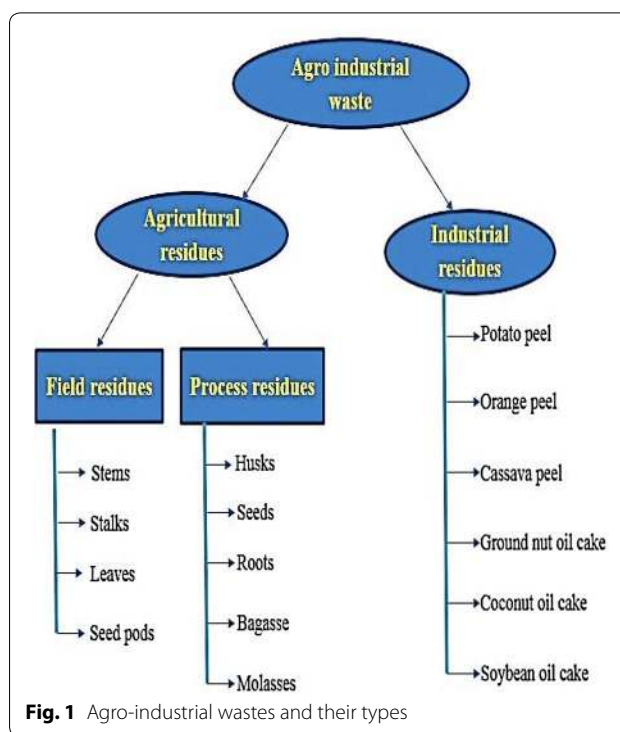 Agro industrial
waste
Agricultural
residues
Industrial
residues
Field residues
Stems
Stalks
Leaves
Seed pods
Process residues
Husks
Seeds
Roots
Bagasse
Molasses
Potato peel
Orange peel
Cassava peel
Ground nut oil cake
Coconut oil cake
Soybean oil cake
Fig. 1 Agro-industrial wastes and their types